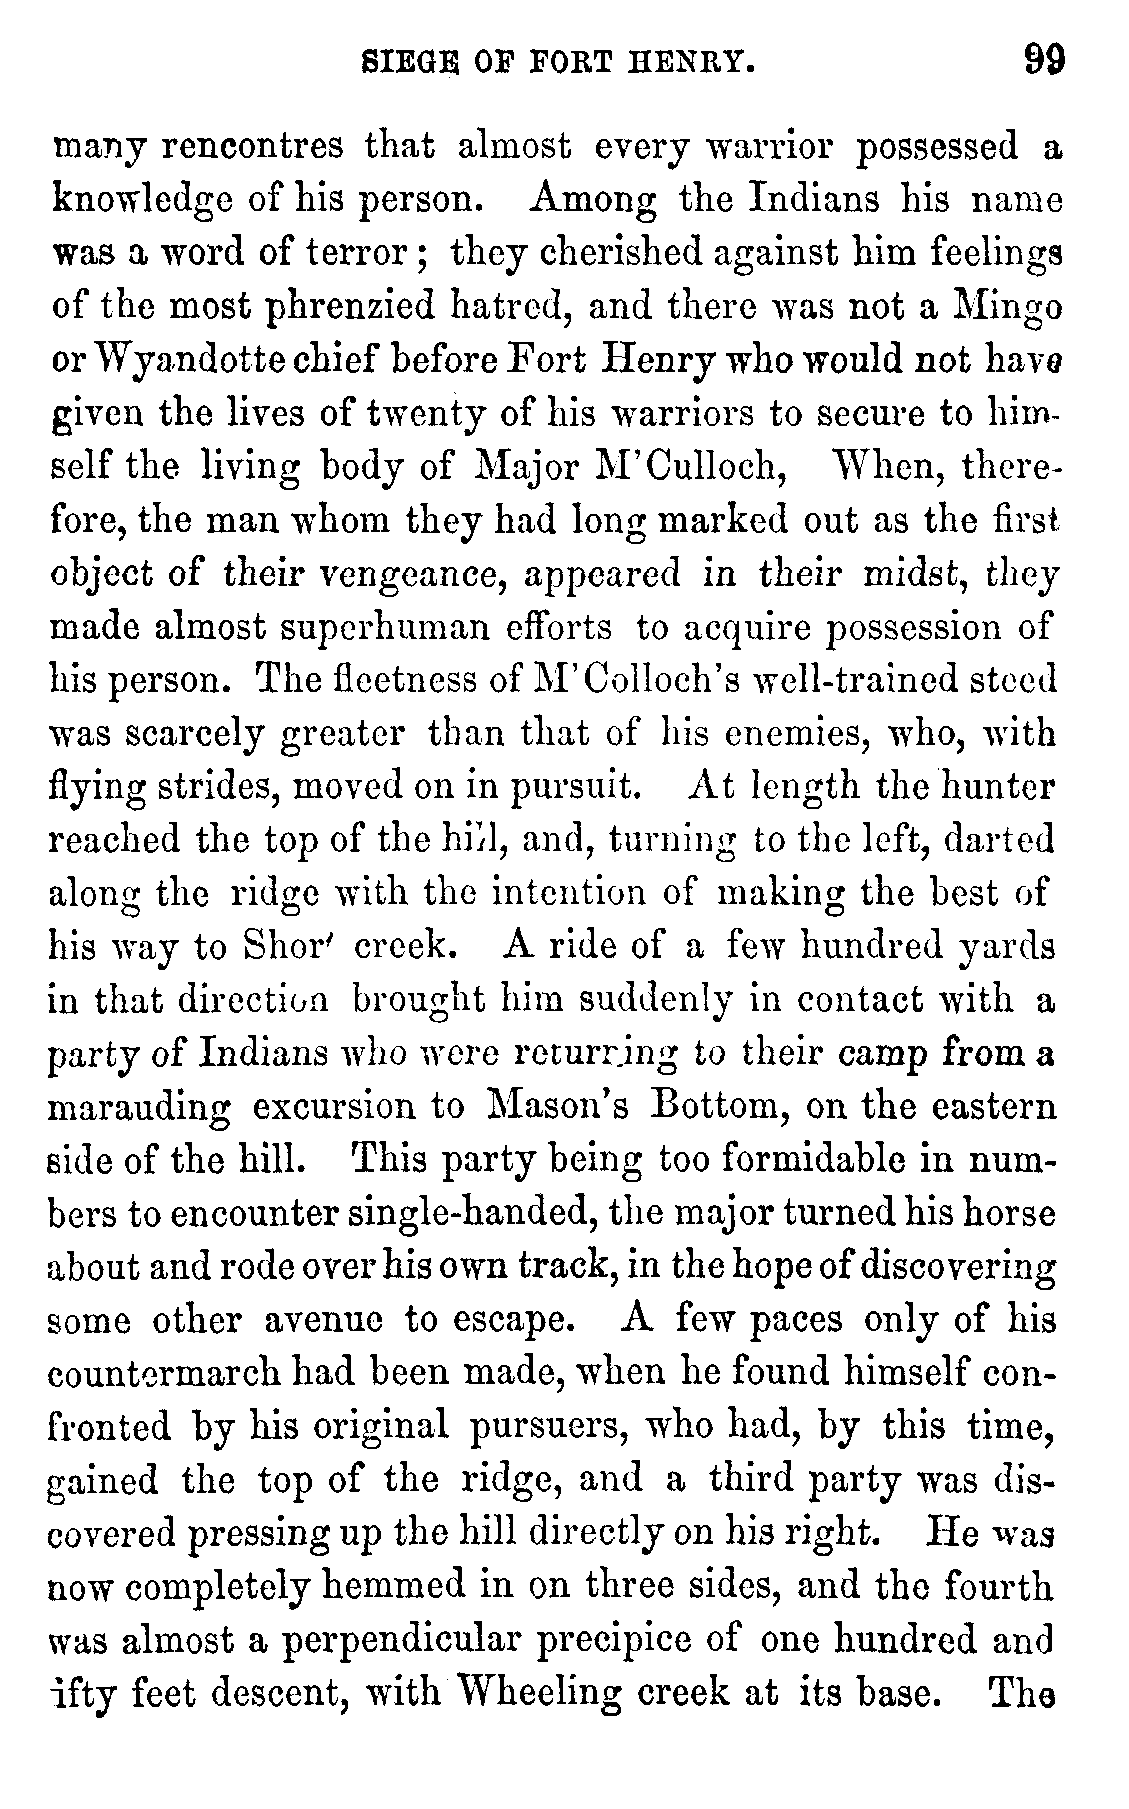 SIEGE OF FORT HENRY. 99
many rencontres that almost every warrior possessed a
knowledge of his person. Among the Indians his name
was a word of terror; they cherished against him feelings
of the most phrenzied hatred, and there was not a Mingo
or Wyandotte chief before Fort Henry who would not have
given the lives of twenty of his warriors to secure to him-
self the living body of Major M'Culloch, When, there-
fore, the man whom they had long marked out as the first
object of their vengeance, appeared in their midst, they
made almost superhuman efforts to acquire possession of
his person. The fleetness of M'Colloch's well-trained steed
was scarcely greater than that of his enemies, who, with
flying strides, moved on in pursuit. At length the hunter
reached the top of the hill, and, turning to the left, darted
along the ridge with the intention of making the best of
his way to Shor' creek. A ride of a few hundred yards
in that direction brought him suddenly in contact with a
party of Indians who were returning to their camp from a
marauding excursion to Mason's Bottom, on the eastern
side of the hill. This party being too formidable in num-
bers to encounter single-handed, the major turned his horse
about and rode over his own track, in the hope of discovering
some other avenue to escape. A few paces only of his
countermarch had been made, when he found himself con-
fronted by his original pursuers, who had, by this time,
gained the top of the ridge, and a third party was dis-
covered pressing up the hill directly on his right. He was
now completely hemmed in on three sides, and the fourth
was almost a perpendicular precipice of one hundred and
ifty feet descent, with Wheeling creek at its base. The